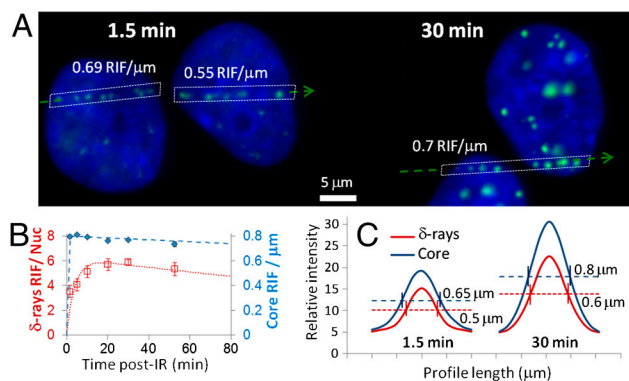 A
1.5 min
30 min
0.69 RIF/μm
0.55 RIF/μm
0.7 RIF/μm
5 μm
B
δ-rays RIF/ Nuc
8
6
4
2
0
0.8
0.6
0.4
0.2
0
Core RIF / μm
0 20 40 60 80
Time post-IR (min)
C
Relative intensity
35
30
25
20
15
10
5
0
δ-rays
Core
0.65 μm
0.5 μm
0.8 μm
0.6 μm
1.5 min
30 min
Profile length (μm)